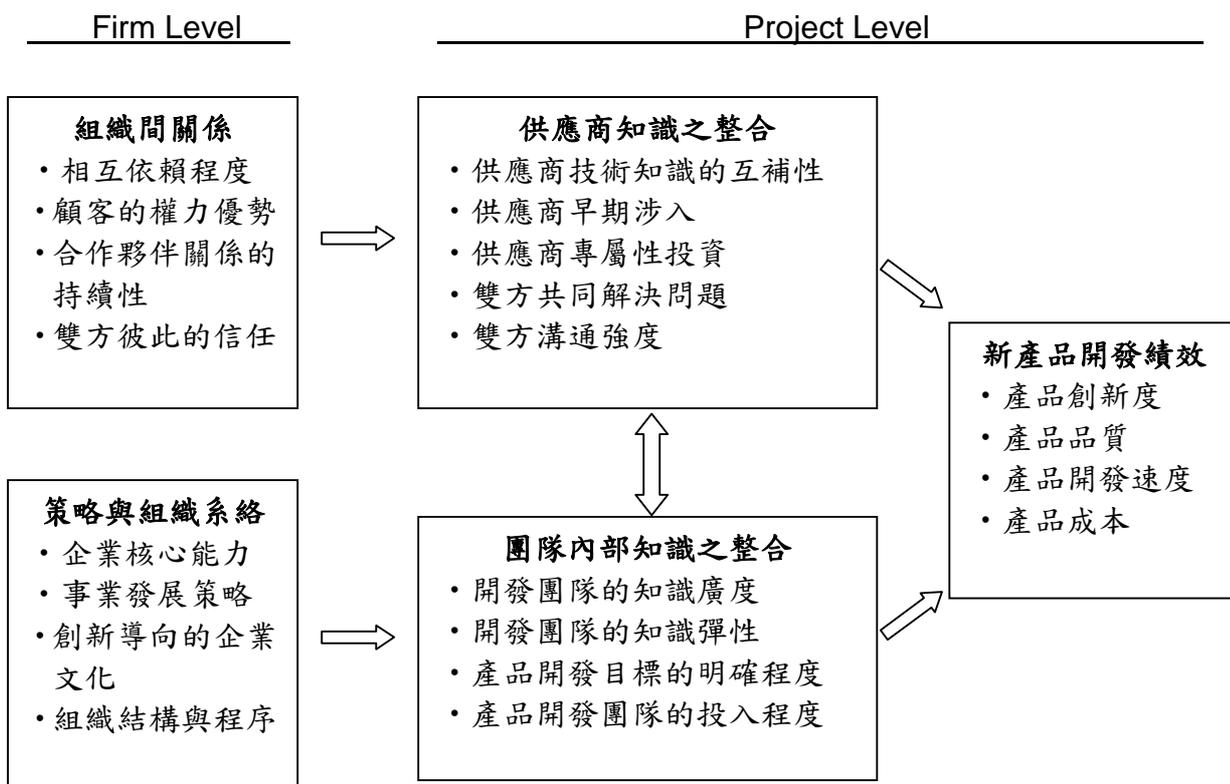 Firm Level
Project Level
組織間關係
・相互依賴程度
・顧客的權力優勢
・合作夥伴關係的
持續性
・雙方彼此的信任
供應商知識之整合
・供應商技術知識的互補性
・供應商早期涉入
・供應商專屬性投資
・雙方共同解決問題
・雙方溝通強度
新產品開發績效
・產品創新度
・產品品質
・產品開發速度
・產品成本
策略與組織系絡
・企業核心能力
・事業發展策略
・創新導向的企業
文化
・組織結構與程序
團隊內部知識之整合
・開發團隊的知識廣度
・開發團隊的知識彈性
・產品開發目標的明確程度
・產品開發團隊的投入程度